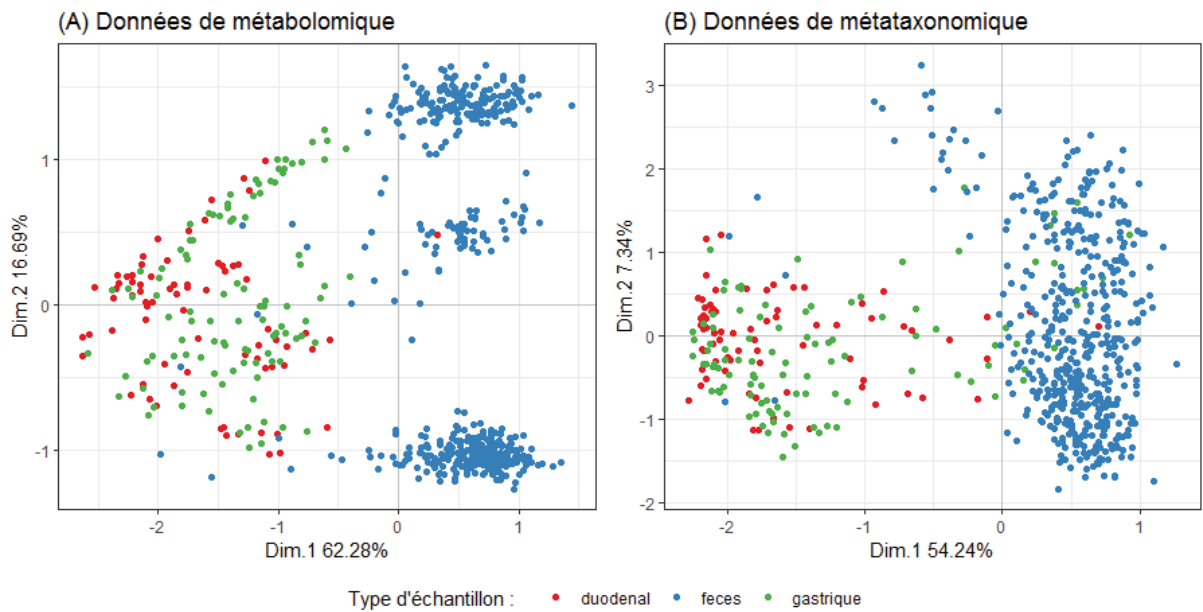 (A) Données de métabolomique
(B) Données de métataxonomique
1
0
-1
Dim.2 16.69%
-2
-1
0
1
Dim.1 62.28%
3
2
1
0
-1
-2
Dim.2 7.34%
-2
-1
0
1
Dim.1 54.24%
Type d'échantillon : duodenal feces gastrique